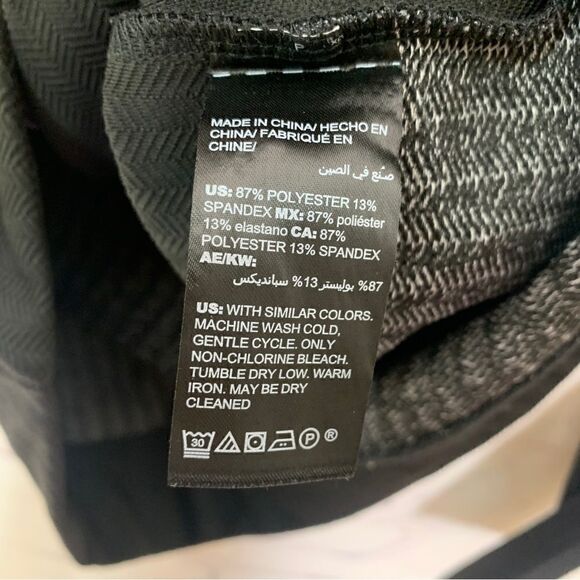 MADE IN CHINA/ HECHO EN
CHINA/ FABRIQUÉ EN
CHINE/
صنع في الصين
US: 87% POLYESTER 13%
SPANDEX MX: 87% poliéster
13% elastano CA: 87%
POLYESTER 13% SPANDEX
AE/KW:
87% بوليستر 13% سبانديكس
US: WITH SIMILAR COLORS.
MACHINE WASH COLD,
GENTLE CYCLE. ONLY
NON-CHLORINE BLEACH.
TUMBLE DRY LOW. WARM
IRON. MAY BE DRY
CLEANED
30 P ®